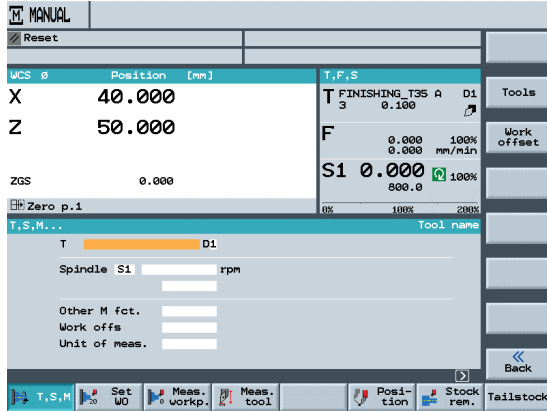 M MANUAL
Reset
WCS Ø Position [mm] T,F,S
X 40.000
Z 50.000
ZGS 0.000
Zero p.1
T FINISHING_T35 A D1
3 0.100
F 0.000 100%
0.000 mm/min
S1 0.000 100%
800.0
0% 100% 200%
T,S,M... Tool name
T D1
Spindle S1 rpm
Other M fct.
Work offs
Unit of meas.
Tools
Work
offset
Back
T,S,M
Set
WO
Meas.
workp.
Meas.
tool
Posi-
tion
Stock
rem.
Tailstock